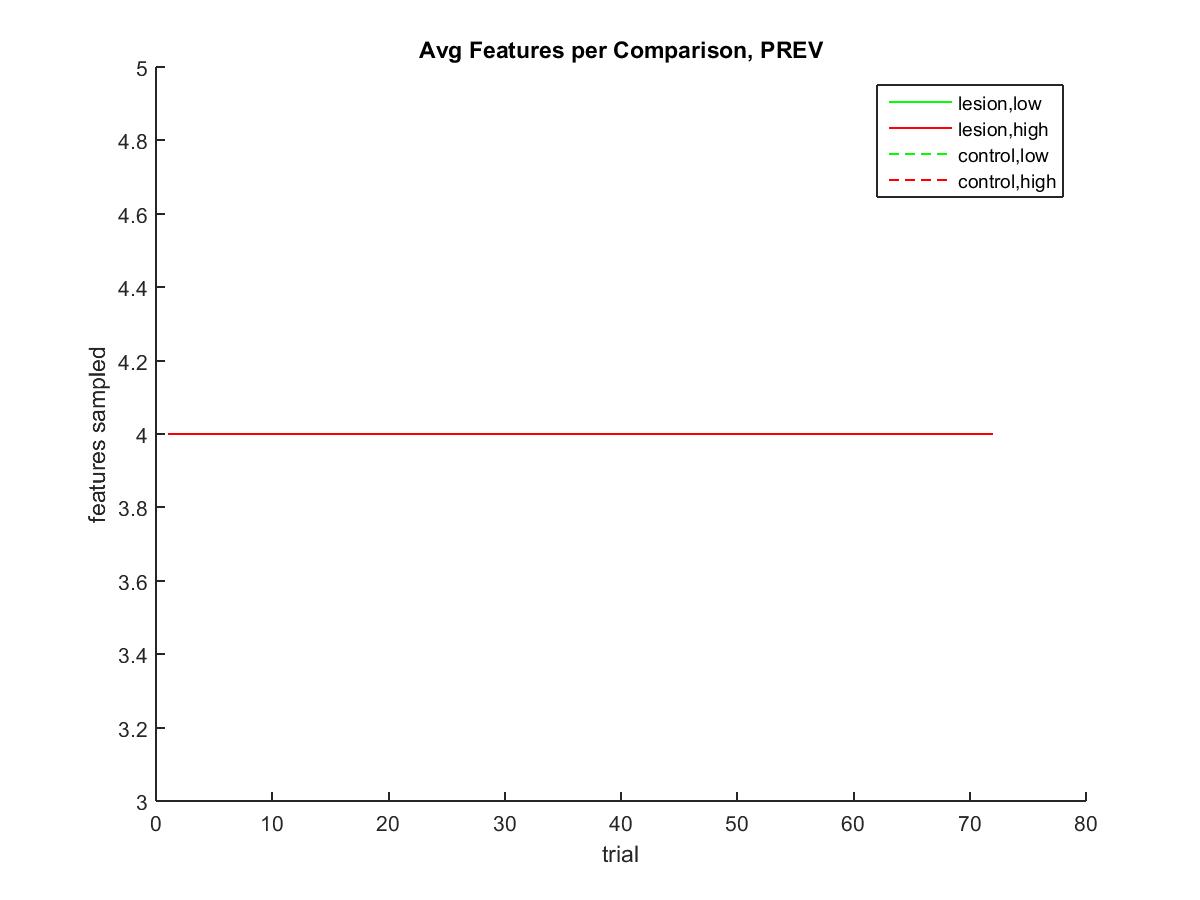 Avg Features per Comparison, PREV
lesion,low
lesion,high
control,low
control,high
features sampled
5
4.8
4.6
4.4
4.2
4
3.8
3.6
3.4
3.2
3
0 10 20 30 40 50 60 70 80
trial